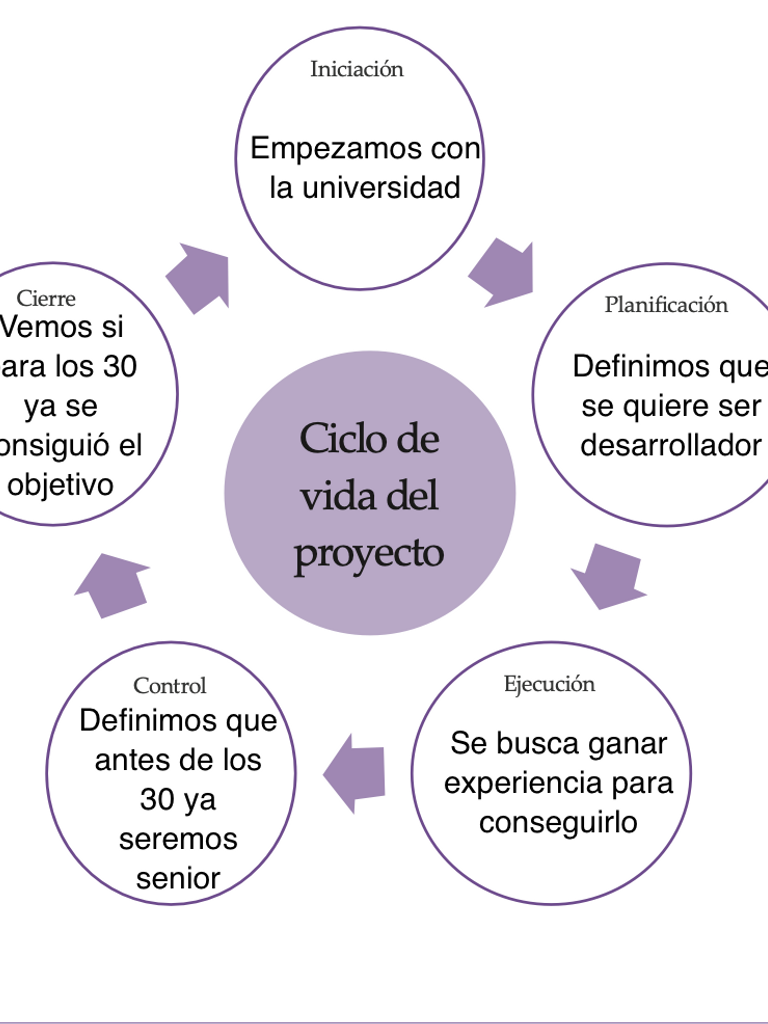 Iniciación
Empezamos con
la universidad
Planificación
Definimos que
se quiere ser
desarrollador
Ejecución
Se busca ganar
experiencia para
conseguirlo
Control
Definimos que
antes de los
30 ya
seremos
senior
Cierre
Vemos si
ara los 30
ya se
onsiguió el
objetivo
Ciclo de
vida del
proyecto